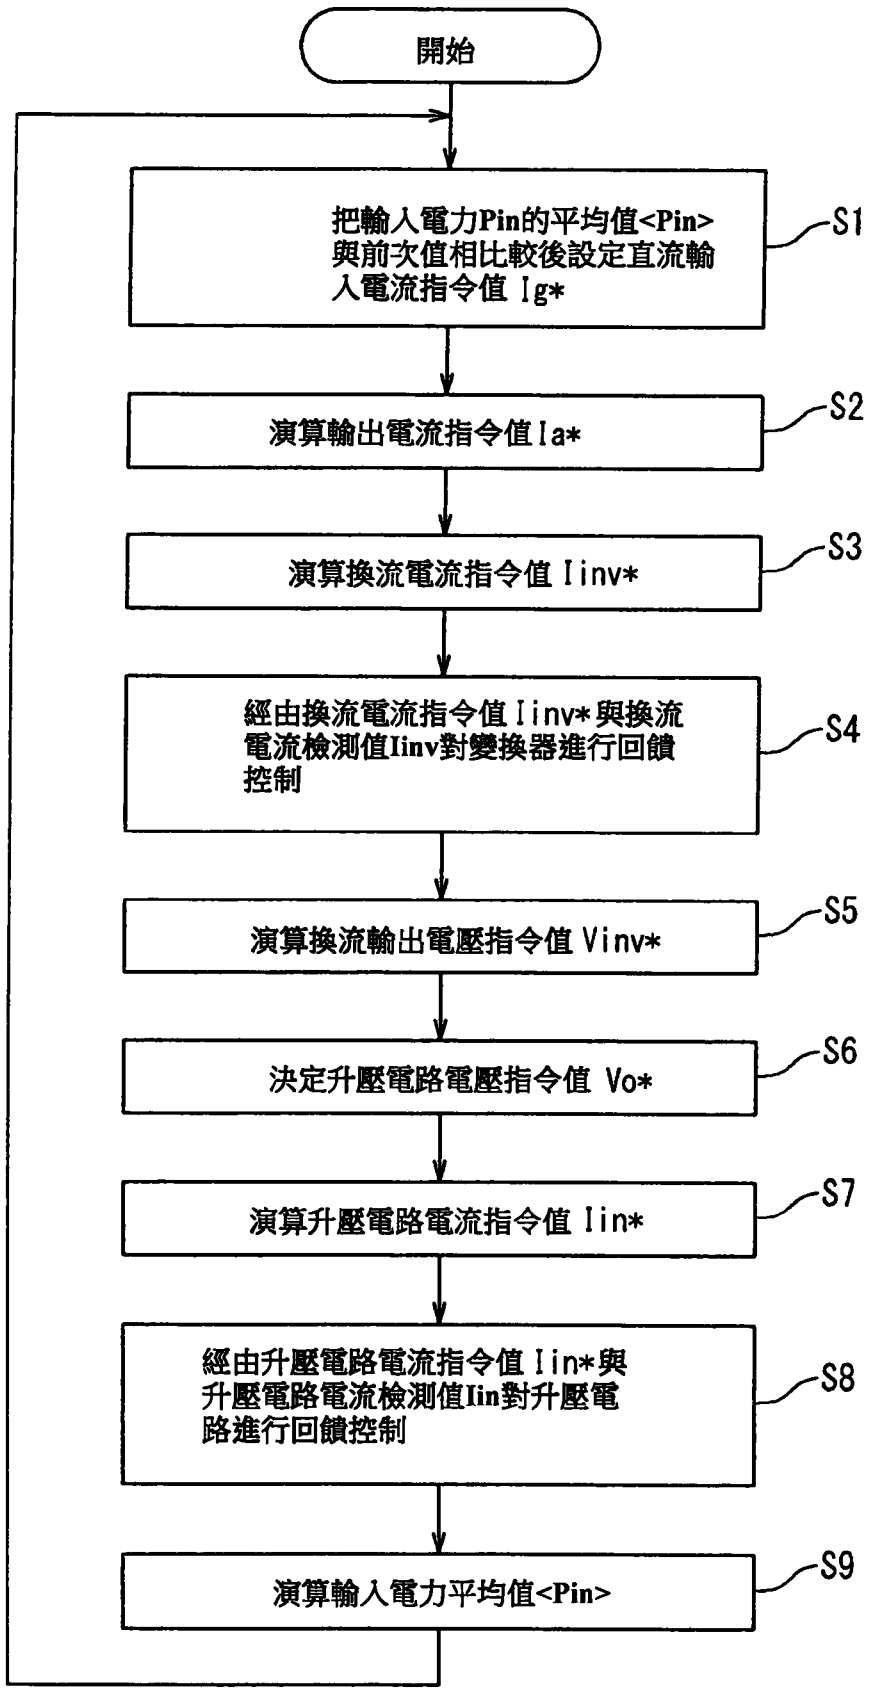 開始
把輸入電力Pin的平均值<Pin>
與前次值相比較後設定直流輸
入電流指令值 Ig*
S1
演算輸出電流指令值Ia*
S2
演算換流電流指令值 Iinv*
S3
經由換流電流指令值 Iinv*與換流
電流檢測值Iinv對變換器進行回饋
控制
S4
演算換流輸出電壓指令值 Vinv*
S5
決定升壓電路電壓指令值 Vo*
S6
演算升壓電路電流指令值 Iin*
S7
經由升壓電路電流指令值 Iin*與
升壓電路電流檢測值Iin對升壓電
路進行回饋控制
S8
演算輸入電力平均值<Pin>
S9